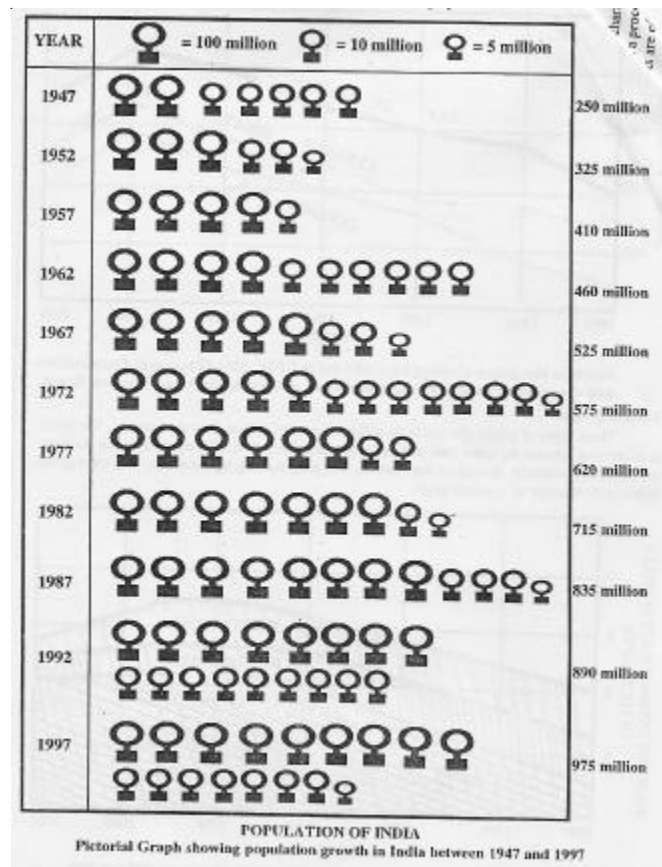 YEAR = 100 million = 10 million = 5 million
1947 250 million
1952 325 million
1957 410 million
1962 460 million
1967 525 million
1972 575 million
1977 620 million
1982 715 million
1987 835 million
1992 890 million
1997 975 million
POPULATION OF INDIA
Pictorial Graph showing population growth in India between 1947 and 1997